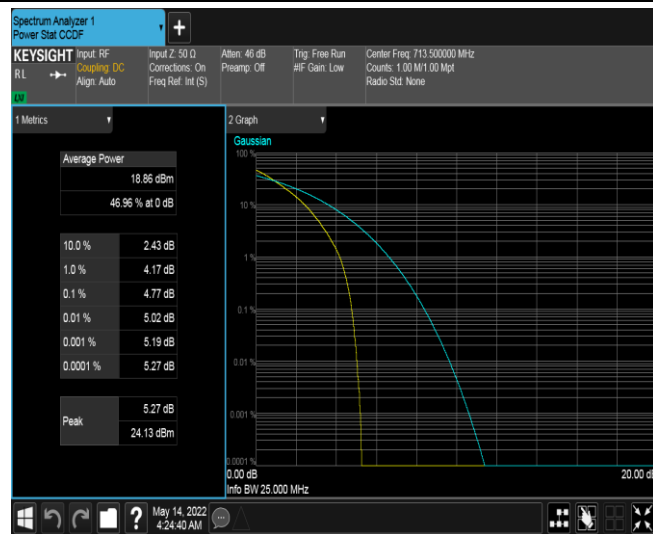 Spectrum Analyzer 1
Power Stat CCDF
+
KEYSIGHT
RL
Input: RF
Coupling: DC
Align: Auto
Input Z: 50 Ω
Corrections: On
Freq Ref: Int (S)
Atten: 46 dB
Preamp: Off
Trig: Free Run
#IF Gain: Low
Center Freq: 713.500000 MHz
Counts: 1.00 M/1.00 Mpt
Radio Std: None
1 Metrics
Average Power
18.86 dBm
46.96 % at 0 dB
10.0 % 2.43 dB
1.0 % 4.17 dB
0.1 % 4.77 dB
0.01 % 5.02 dB
0.001 % 5.19 dB
0.0001 % 5.27 dB
Peak
5.27 dB
24.13 dBm
2 Graph
Gaussian
100 %
10 %
1 %
0.1 %
0.01 %
0.001 %
0.0001 %
0.00 dB
20.00 dB
Info BW 25.000 MHz
?
May 14, 2022
4:24:40 AM